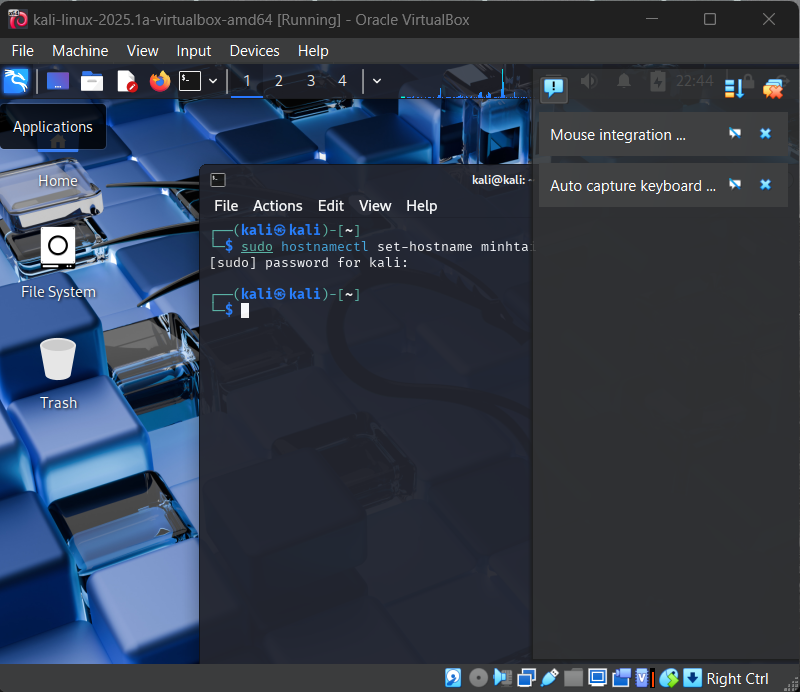 kali-linux-2025.1a-virtualbox-amd64 [Running] - Oracle VirtualBox
File Machine View Input Devices Help
1 2 3 4 22:44
Applications
Mouse integration ...
Home
Auto capture keyboard ...
kali@kali: ~
File Actions Edit View Help
┌──(kali㉿kali)-[~]
└─$ sudo hostnamectl set-hostname minhtai
[sudo] password for kali:
┌──(kali㉿kali)-[~]
└─$
File System
Trash
Right Ctrl